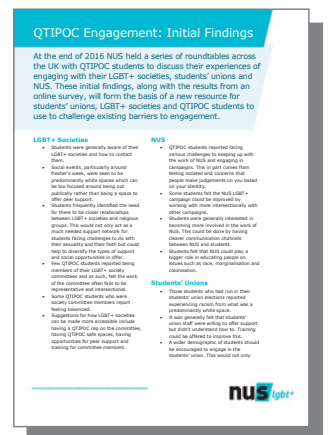 QTIPOC Engagement: Initial Findings
At the end of 2016 NUS held a series of roundtables across
the UK with QTIPOC students to discuss their experiences of
engaging with their LGBT+ societies, students' unions and
NUS. These initial findings, along with the results from an
online survey, will form the basis of a new resource for
students' unions, LGBT+ societies and QTIPOC students to
use to challenge existing barriers to engagement.
LGBT+ Societies
• Students were generally aware of their
LGBT+ societies and how to contact
them.
• Social events, particularly around
fresher's week, were seen to be
predominantly white spaces which can
be too focused around being out
publicly rather than being a space to
offer peer support.
• Students frequently identified the need
for there to be closer relationships
between LGBT+ societies and religious
groups. This would not only act as a
much needed support network for
students facing challenges to do with
their sexuality and their faith but could
help to diversify the types of support
and social opportunities in offer.
• Few QTIPOC students reported being
members of their LGBT+ society
committees and as such, felt the work
of the committee often fails to be
representative and intersectional.
• Some QTIPOC students who were
society committee members report
feeling tokenized.
• Suggestions for how LGBT+ societies
can be made more accessible include
having a QTIPOC rep on the committee,
having QTIPOC safe spaces, having
opportunities for peer support and
training for committee members.
NUS
• QTIPOC students reported facing
various challenges to keeping up with
the work of NUS and engaging in
campaigns. This in part comes from
feeling isolated and concerns that
people make judgements on you based
on your identity.
• Some students felt the NUS LGBT+
campaign could be improved by
working with more intersectionally with
other campaigns.
• Students were generally interested in
becoming more involved in the work of
NUS. This could be done by having
clearer communication channels
between NUS and students.
• Students felt that NUS could play a
bigger role in educating people on
issues such as race, marginalisation and
colonisation.
Students' Unions
• Those students who had run in their
students' union elections reported
experiencing racism from what was a
predominantly white space.
• It was generally felt that students'
union staff were willing to offer support
but didn't understand how to. Training
could be offered to improve this.
• A wider demographic of students should
be encouraged to engage in the
students' union. This would not only
nus lgbt+